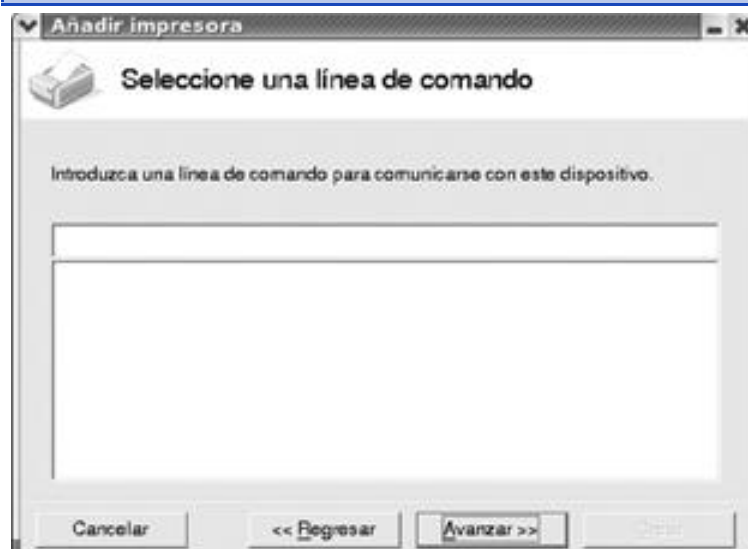 Añadir impresora
Seleccione una línea de comando
Introduzca una línea de comando para comunicarse con este dispositivo.
Cancelar
<< Regresar
Avanzar >>